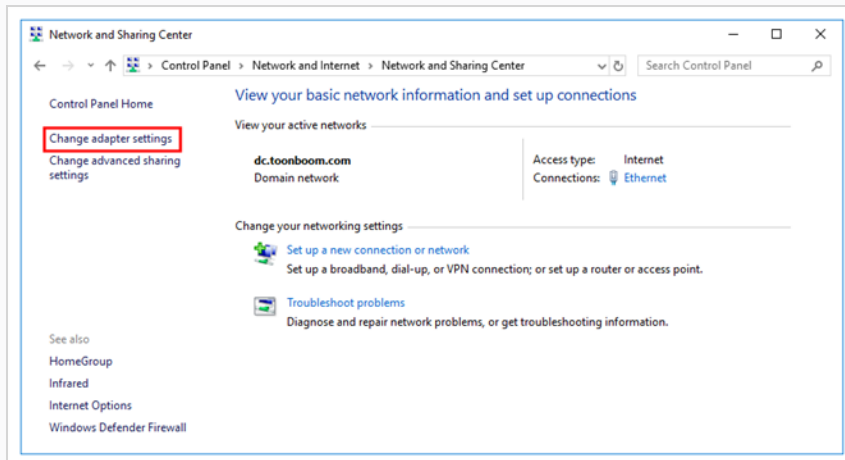 Network and Sharing Center
Control Panel > Network and Internet > Network and Sharing Center
Search Control Panel
Control Panel Home
Change adapter settings
Change advanced sharing
settings
View your basic network information and set up connections
View your active networks
dc.toonboom.com
Domain network
Access type: Internet
Connections: Ethernet
Change your networking settings
Set up a new connection or network
Set up a broadband, dial-up, or VPN connection; or set up a router or access point.
Troubleshoot problems
Diagnose and repair network problems, or get troubleshooting information.
See also
HomeGroup
Infrared
Internet Options
Windows Defender Firewall